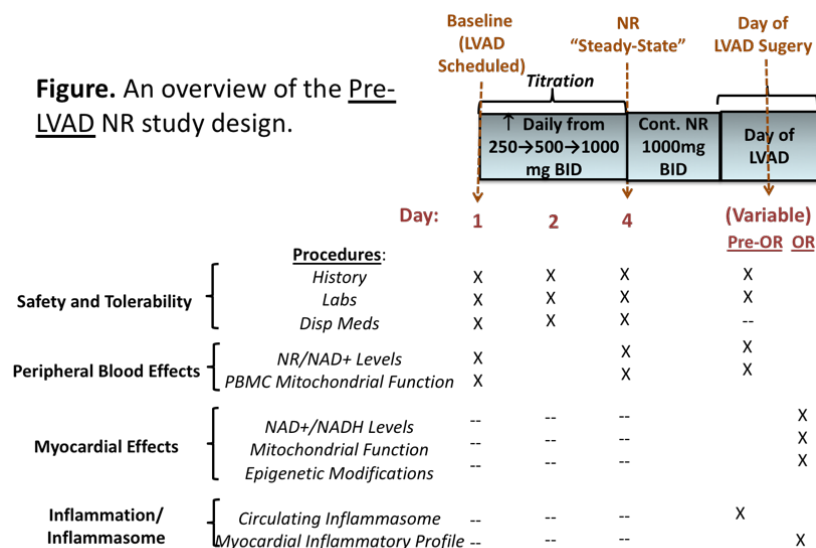 Baseline
(LVAD
Scheduled)
NR
“Steady-State”
Day of
LVAD Sugery
Figure. An overview of the Pre-
LVAD NR study design.
Titration
↑ Daily from
250→500→1000
mg BID
Cont. NR
1000mg
BID
Day of
LVAD
Day: 1 2 4 (Variable)
Pre-OR OR
Procedures:
Safety and Tolerability
History X X X X
Labs X X X X
Disp Meds X X X --
Peripheral Blood Effects
NR/NAD+ Levels X X X
PBMC Mitochondrial Function X X X
Myocardial Effects
NAD+/NADH Levels -- -- -- X
Mitochondrial Function -- -- -- X
Epigenetic Modifications -- -- -- X
Inflammation/
Inflammasome
Circulating Inflammasome -- -- -- X
Myocardial Inflammatory Profile -- -- -- X